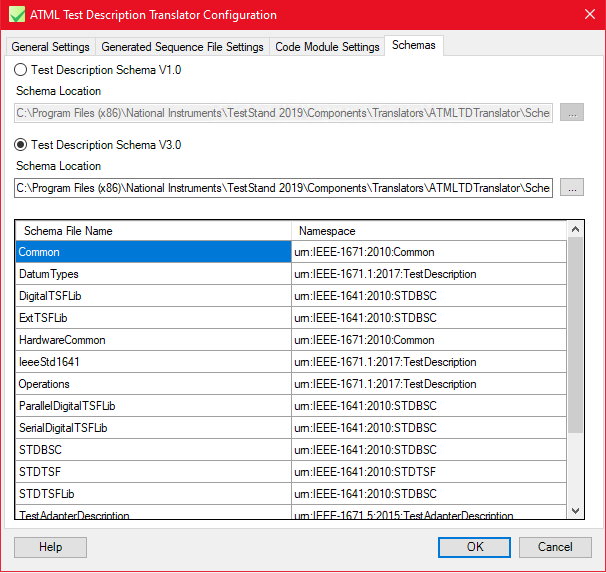 ATML Test Description Translator Configuration
General Settings Generated Sequence File Settings Code Module Settings Schemas
Test Description Schema V1.0
Schema Location
C:\Program Files (x86)\National Instruments\TestStand 2019\Components\Translators\ATMLTDTranslator\Sche ...
Test Description Schema V3.0
Schema Location
C:\Program Files (x86)\National Instruments\TestStand 2019\Components\Translators\ATMLTDTranslator\Sche ...
Schema File Name Namespace
Common urn:IEEE-1671:2010:Common
DatumTypes urn:IEEE-1671.1:2017:TestDescription
DigitalTSFLib urn:IEEE-1641:2010:STDBSC
ExtTSFLib urn:IEEE-1641:2010:STDBSC
HardwareCommon urn:IEEE-1671:2010:Common
IeeeStd1641 urn:IEEE-1671.1:2017:TestDescription
Operations urn:IEEE-1671.1:2017:TestDescription
ParallelDigitalTSFLib urn:IEEE-1641:2010:STDBSC
SerialDigitalTSFLib urn:IEEE-1641:2010:STDBSC
STDBSC urn:IEEE-1641:2010:STDBSC
STDTSF urn:IEEE-1641:2010:STDTSF
STDTSFLib urn:IEEE-1641:2010:STDBSC
TestAdapterDescription urn:IEEE-1671.5:2015:TestAdapterDescription
Help OK Cancel